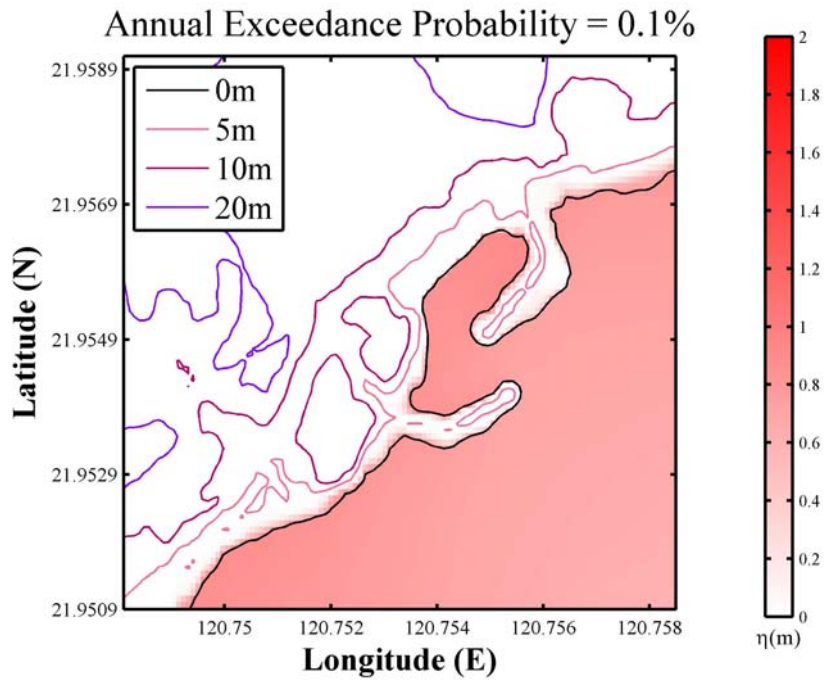 Annual Exceedance Probability = 0.1%
21.9589
21.9569
21.9549
21.9529
21.9509
Latitude (N)
0m
5m
10m
20m
120.75
120.752
120.754
120.756
120.758
Longitude (E)
2
1.8
1.6
1.4
1.2
1
0.8
0.6
0.4
0.2
0
η(m)